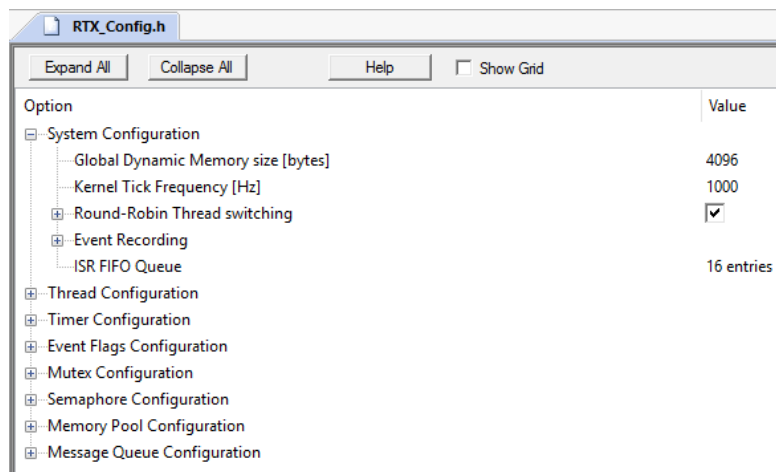 RTX_Config.h
Expand All Collapse All Help Show Grid
Option Value
System Configuration
Global Dynamic Memory size [bytes] 4096
Kernel Tick Frequency [Hz] 1000
Round-Robin Thread switching
Event Recording
ISR FIFO Queue 16 entries
Thread Configuration
Timer Configuration
Event Flags Configuration
Mutex Configuration
Semaphore Configuration
Memory Pool Configuration
Message Queue Configuration